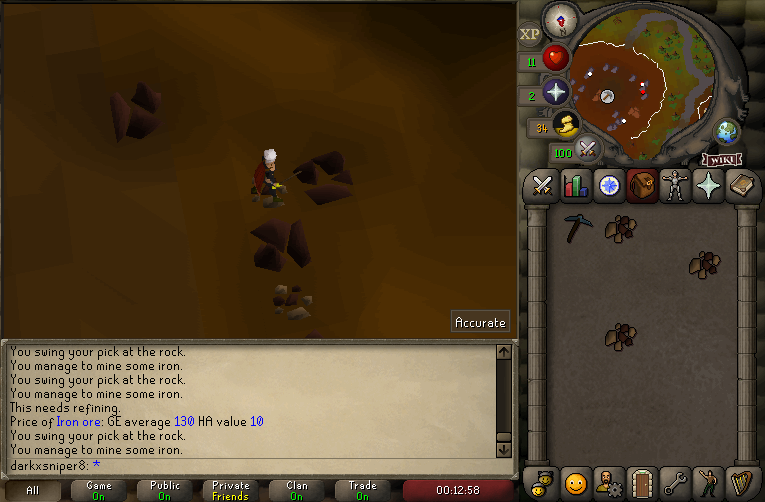 XP
N
11
2
34
100
WIKI
Accurate
You swing your pick at the rock.
You manage to mine some iron.
You swing your pick at the rock.
You manage to mine some iron.
This needs refining.
Price of Iron ore: GE average 130 HA value 10
You swing your pick at the rock.
You manage to mine some iron.
darkxsniper8: *
All
Game
On
Public
On
Private
Friends
Clan
On
Trade
On
00:12:58